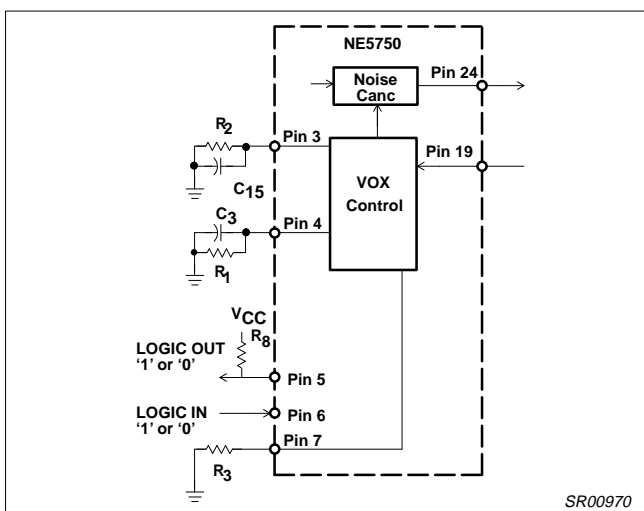 NE5750
Noise
Canc
Pin 24
R2
Pin 3
Pin 19
C15
VOX
Control
C3
Pin 4
R1
VCC
R8
LOGIC OUT
'1' or '0'
Pin 5
LOGIC IN
'1' or '0'
Pin 6
Pin 7
R3
SR00970